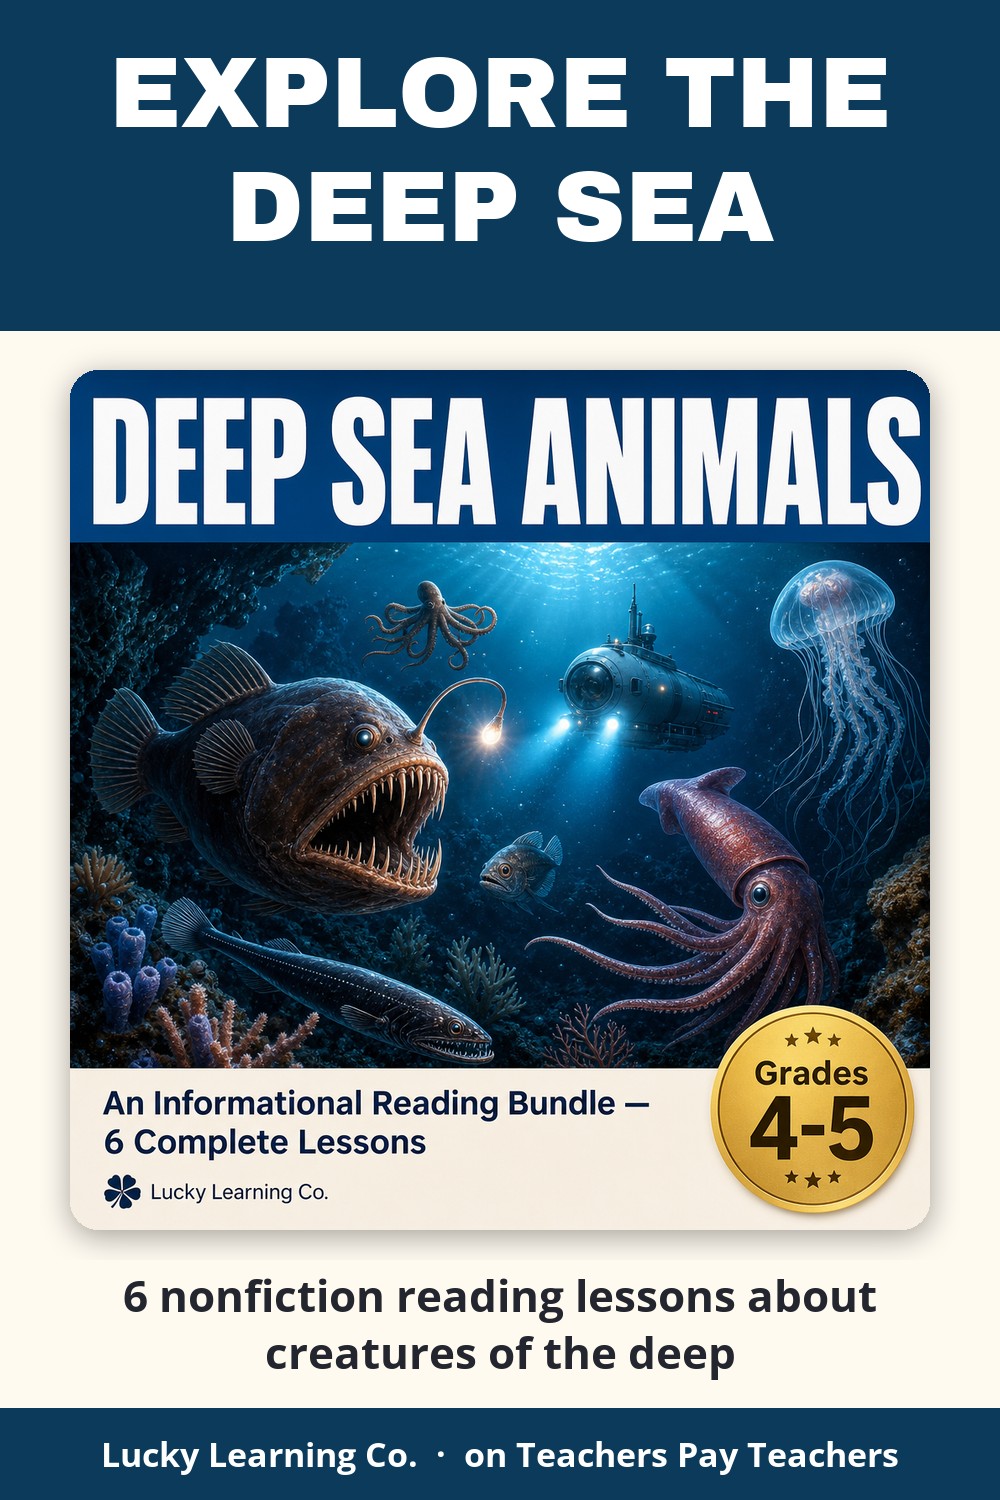 EXPLORE THE
DEEP SEA
DEEP SEA ANIMALS
An Informational Reading Bundle —
6 Complete Lessons
Lucky Learning Co.
Grades
4-5
6 nonfiction reading lessons about
creatures of the deep
Lucky Learning Co. · on Teachers Pay Teachers